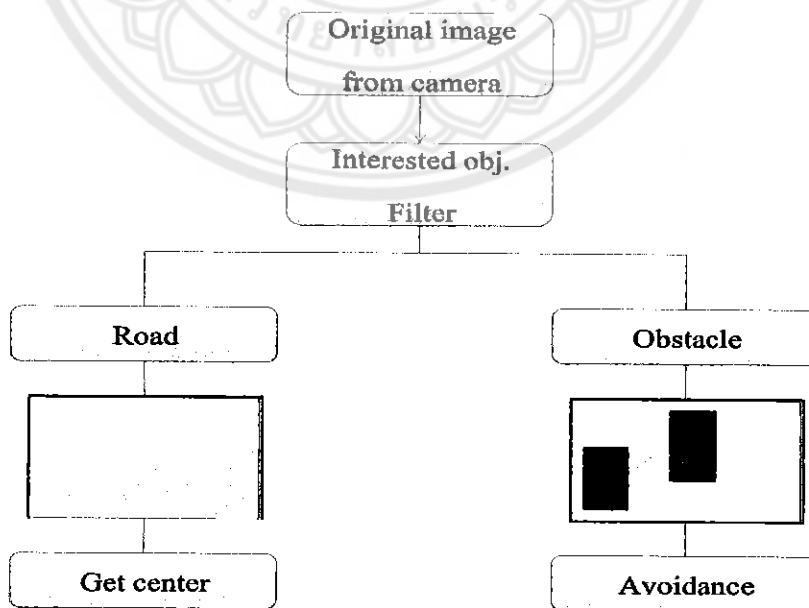 Original image
from camera
Interested obj.
Filter
Road
Obstacle
Get center
Avoidance